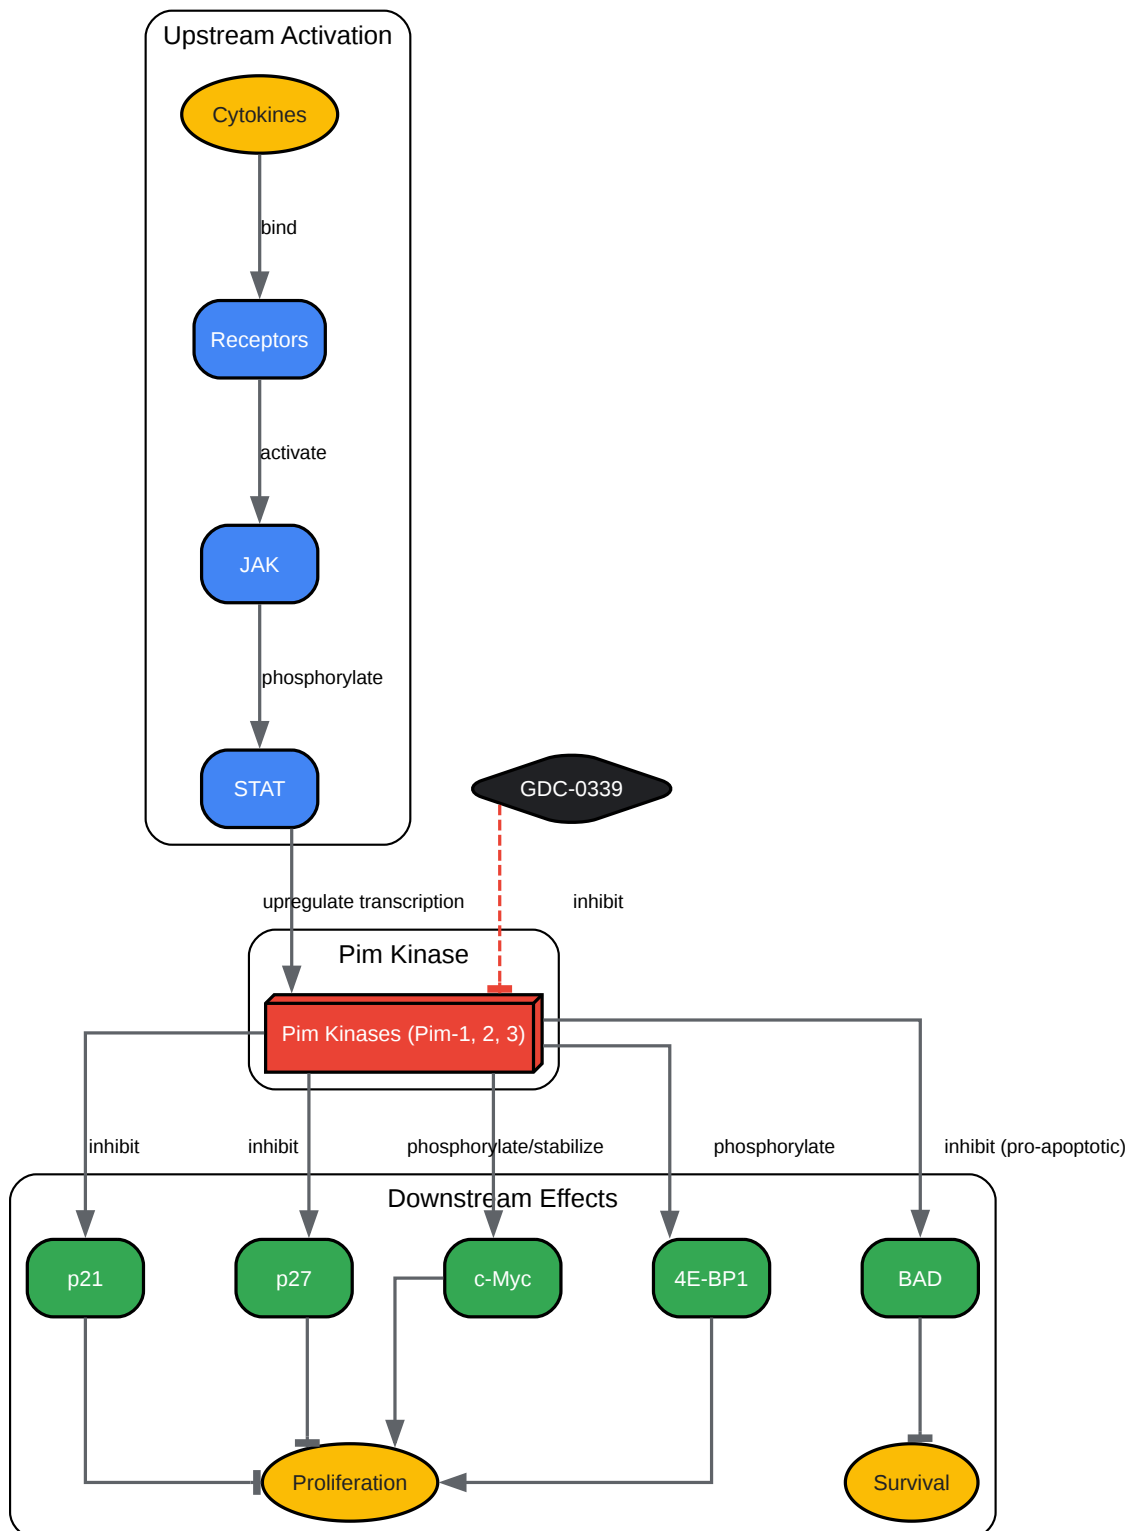 Upstream Activation
Cytokines
bind
Receptors
activate
JAK
phosphorylate
STAT
GDC-0339
upregulate transcription
inhibit
Pim Kinase
Pim Kinases (Pim-1, 2, 3)
inhibit
inhibit
phosphorylate/stabilize
phosphorylate
inhibit (pro-apoptotic)
Downstream Effects
p21
p27
c-Myc
4E-BP1
BAD
Proliferation
Survival